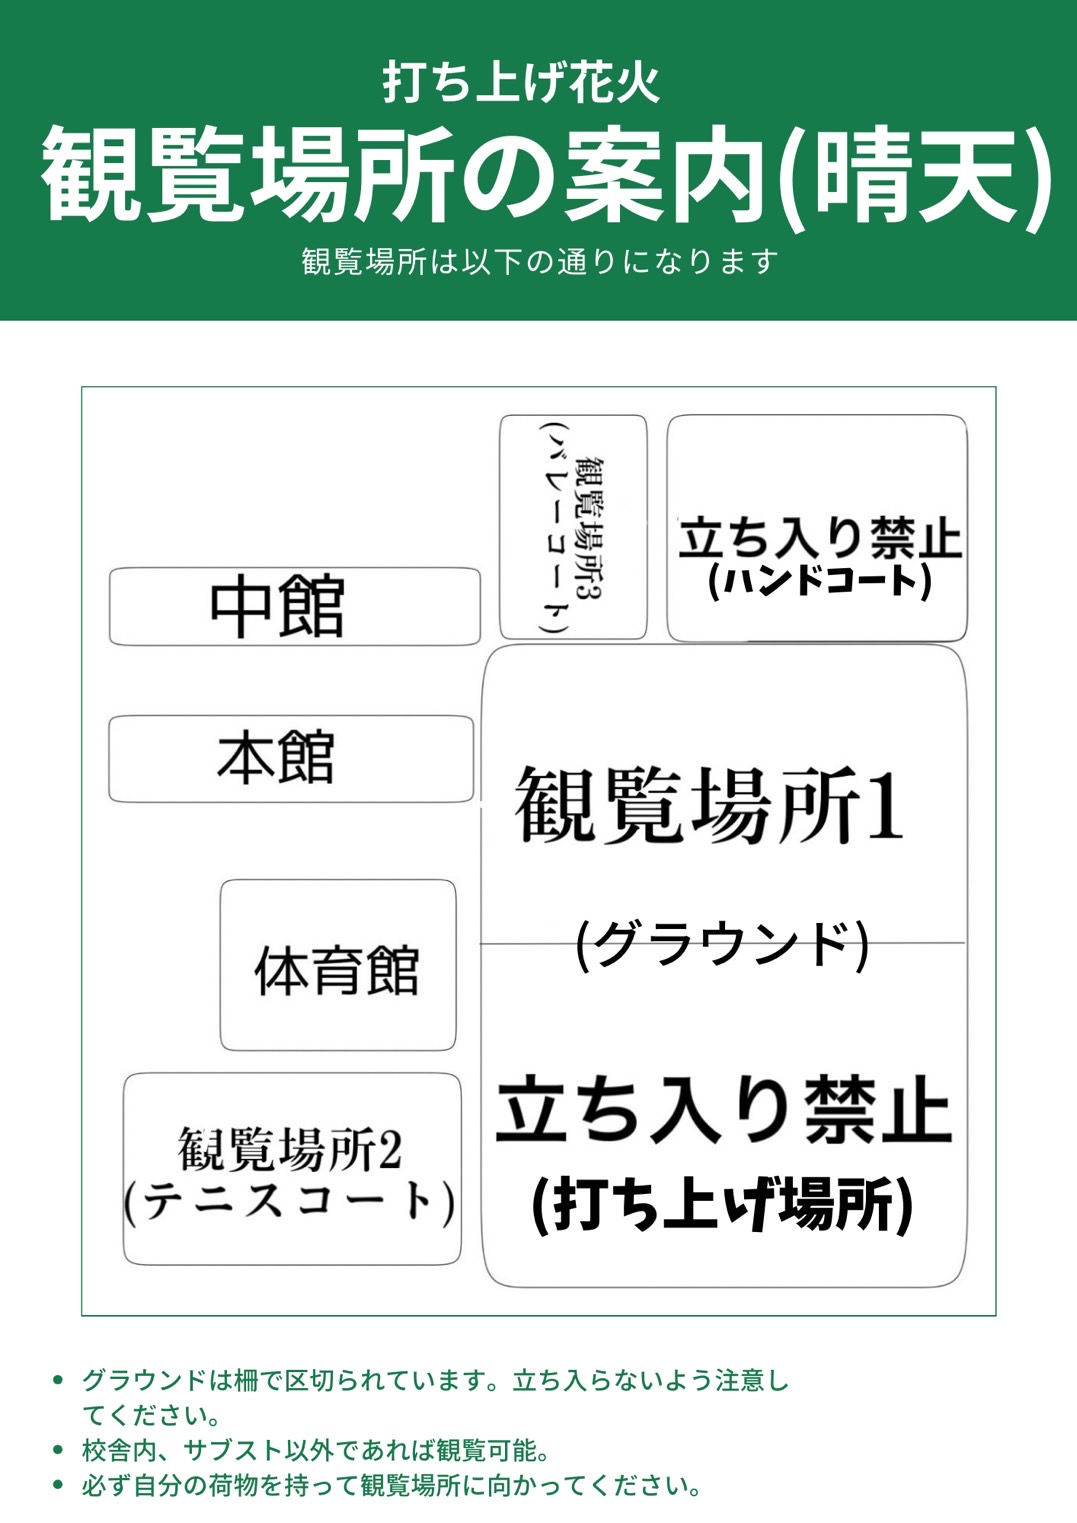 打ち上げ花火
観覧場所の案内(晴天)
観覧場所は以下の通りになります
観覧場所3
(バレーコート)
立ち入り禁止
(ハンドコート)
中館
本館
観覧場所1
(グラウンド)
体育館
立ち入り禁止
(打ち上げ場所)
観覧場所2
(テニスコート)
• グラウンドは柵で区切られています。立ち入らないよう注意し
てください。
• 校舎内、サブスト以外であれば観覧可能。
• 必ず自分の荷物を持って観覧場所に向かってください。